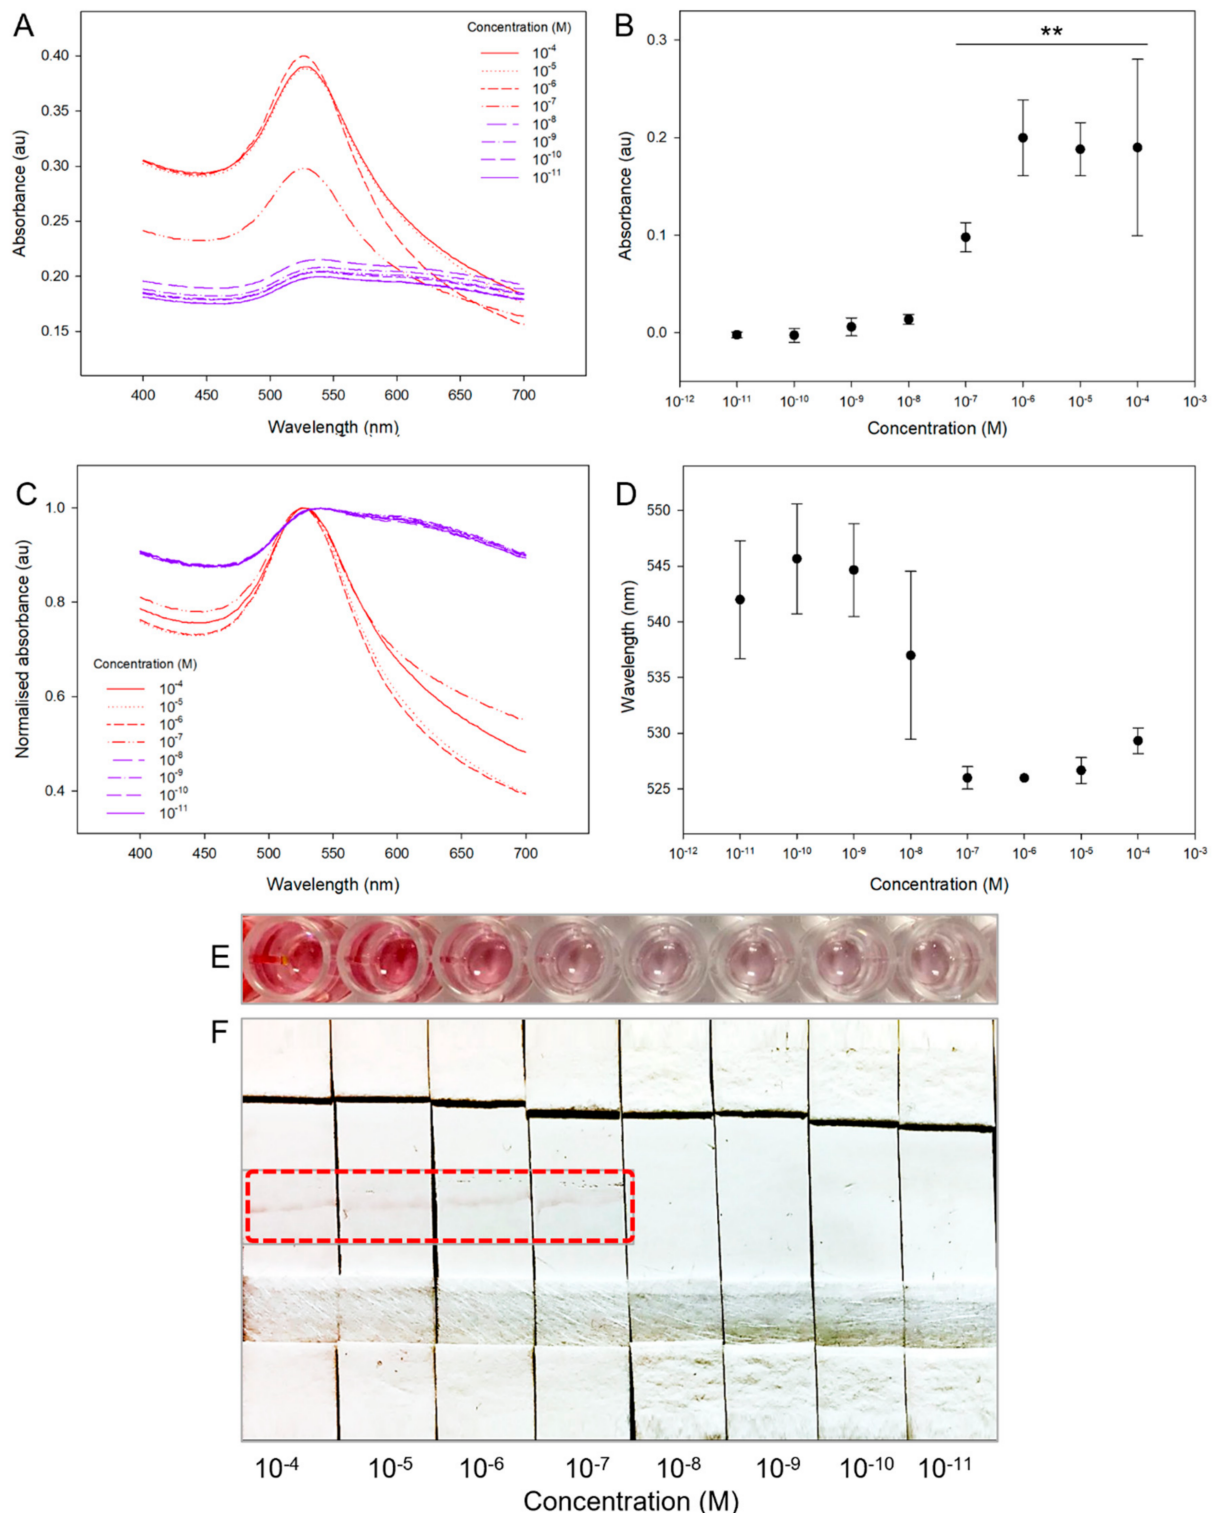 A
Concentration (M)
10⁻⁴
10⁻⁵
10⁻⁶
10⁻⁷
10⁻⁸
10⁻⁹
10⁻¹⁰
10⁻¹¹
0.40
0.35
0.30
0.25
0.20
0.15
Absorbance (au)
400 450 500 550 600 650 700
Wavelength (nm)
B
**
0.3
0.2
0.1
0.0
Absorbance (au)
10⁻¹² 10⁻¹¹ 10⁻¹⁰ 10⁻⁹ 10⁻⁸ 10⁻⁷ 10⁻⁶ 10⁻⁵ 10⁻⁴ 10⁻³
Concentration (M)
C
1.0
0.8
0.6
0.4
Normalised absorbance (au)
Concentration (M)
10⁻⁴
10⁻⁵
10⁻⁶
10⁻⁷
10⁻⁸
10⁻⁹
10⁻¹⁰
10⁻¹¹
400 450 500 550 600 650 700
Wavelength (nm)
D
550
545
540
535
530
525
Wavelength (nm)
10⁻¹² 10⁻¹¹ 10⁻¹⁰ 10⁻⁹ 10⁻⁸ 10⁻⁷ 10⁻⁶ 10⁻⁵ 10⁻⁴ 10⁻³
Concentration (M)
E
F
10⁻⁴ 10⁻⁵ 10⁻⁶ 10⁻⁷ 10⁻⁸ 10⁻⁹ 10⁻¹⁰ 10⁻¹¹
Concentration (M)